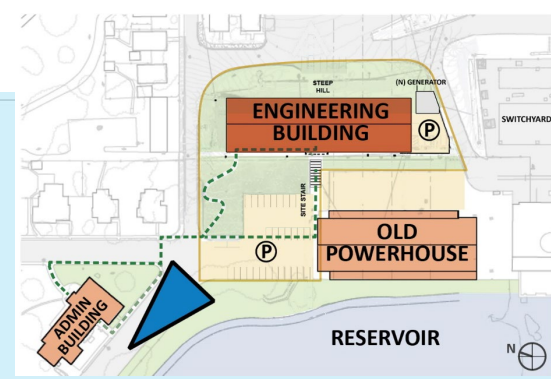 STEEP
HILL
(N) GENERATOR
ENGINEERING
BUILDING
P
SWITCHYARD
SITE STAIR
OLD
POWERHOUSE
P
ADMIN
BUILDING
RESERVOIR
N